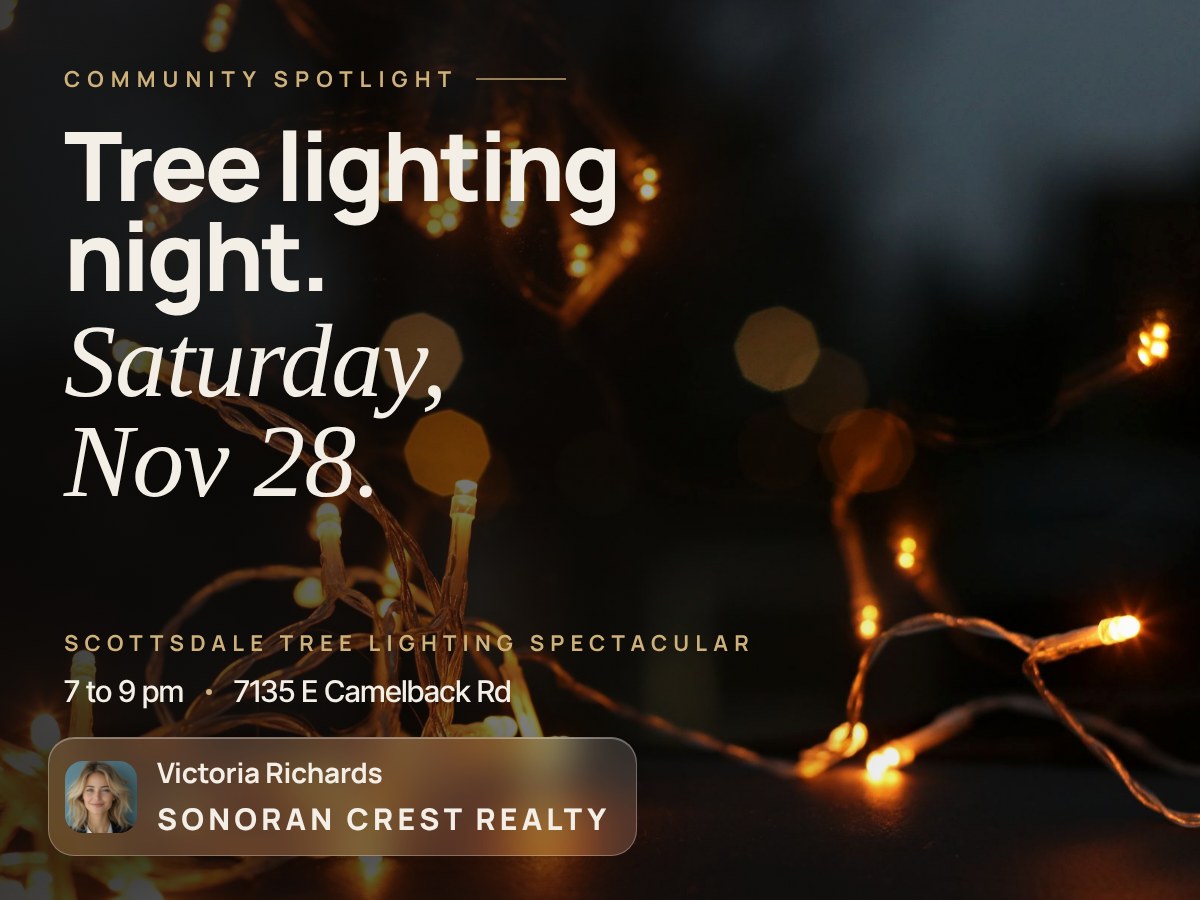 COMMUNITY SPOTLIGHT
Tree lighting
night.
Saturday,
Nov 28.
SCOTTSDALE TREE LIGHTING SPECTACULAR
7 to 9 pm • 7135 E Camelback Rd
Victoria Richards
SONORAN CREST REALTY